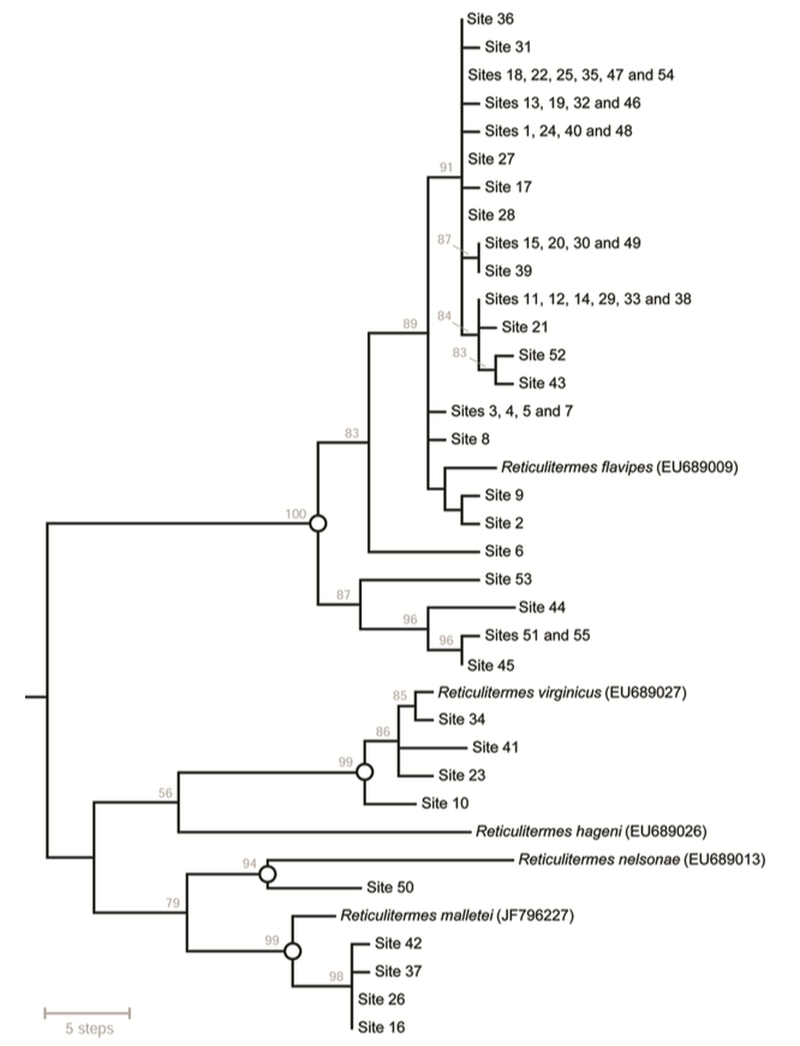 Site 36
Site 31
Sites 18, 22, 25, 35, 47 and 54
Sites 13, 19, 32 and 46
Sites 1, 24, 40 and 48
Site 27
91
Site 17
Site 28
87
Sites 15, 20, 30 and 49
Site 39
Sites 11, 12, 14, 29, 33 and 38
84
89
Site 21
83
Site 52
Site 43
Sites 3, 4, 5 and 7
83
Site 8
Reticulitermes flavipes (EU689009)
Site 9
100
Site 2
Site 6
Site 53
87
Site 44
96
96
Sites 51 and 55
Site 45
85
Reticulitermes virginicus (EU689027)
Site 34
86
Site 41
99
Site 23
56
Site 10
Reticulitermes hageni (EU689026)
94
Reticulitermes nelsonae (EU689013)
Site 50
79
Reticulitermes malletei (JF796227)
99
Site 42
98
Site 37
Site 26
5 steps
Site 16